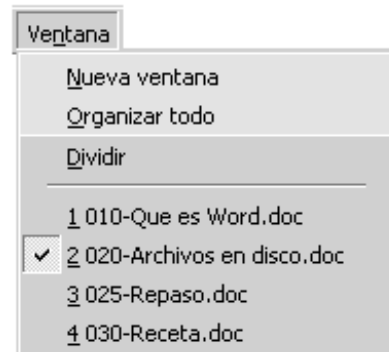 Ventana
Nueva ventana
Organizar todo
Dividir
1 010-Que es Word.doc
2 020-Archivos en disco.doc
3 025-Repaso.doc
4 030-Receta.doc